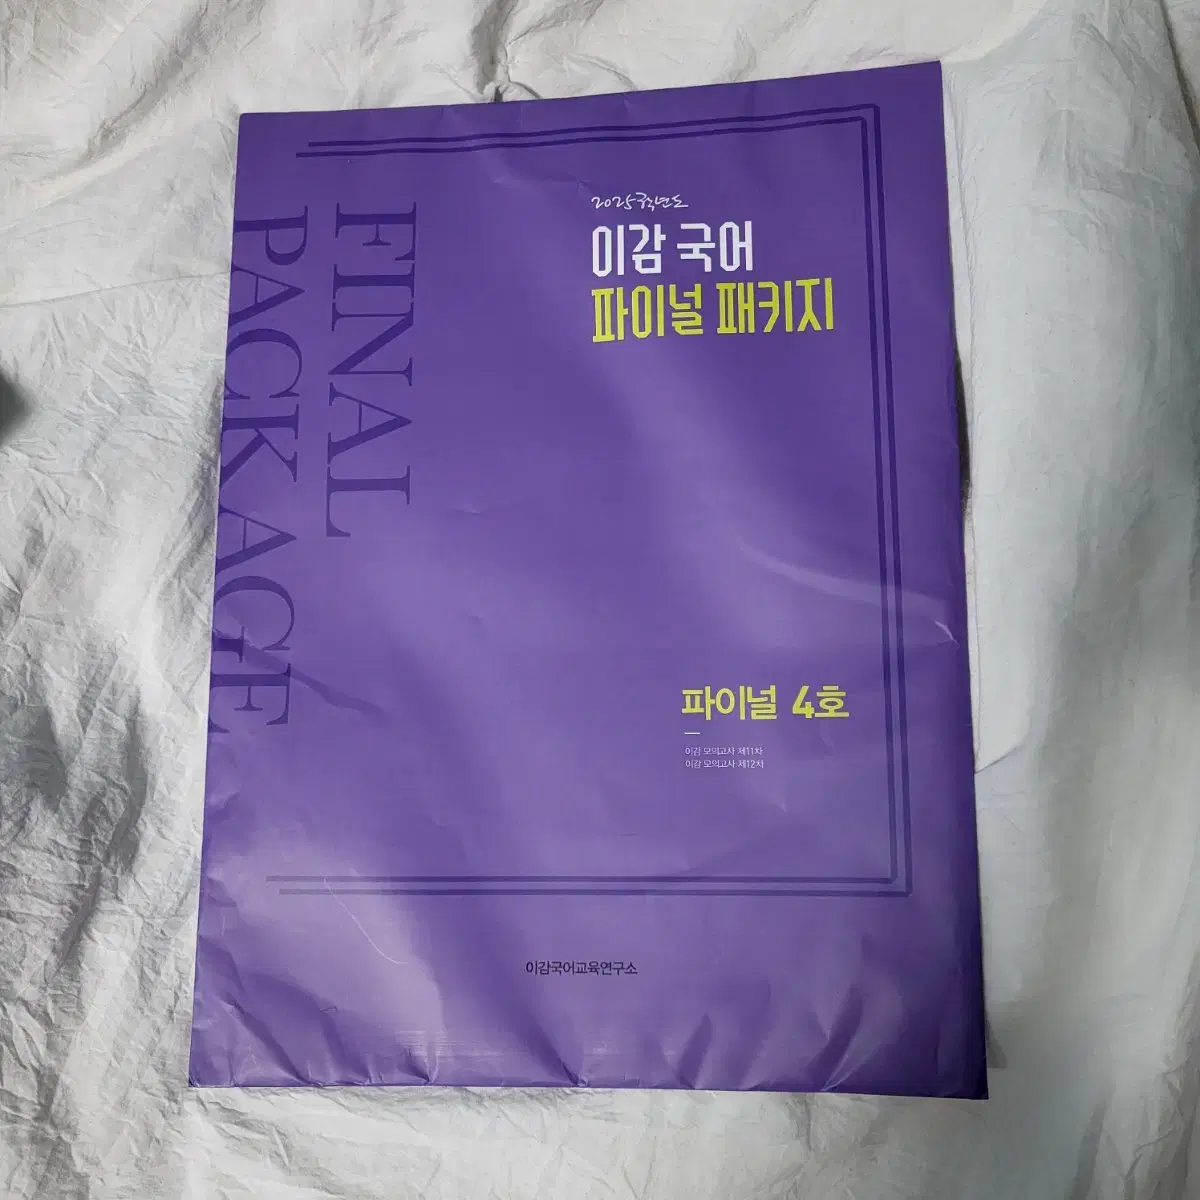 FINAL
PACKAGE
2025학년도
이감 국어
파이널 패키지
파이널 4호
이감 모의고사 제11차
이감 모의고사 제12차
이감국어교육연구소